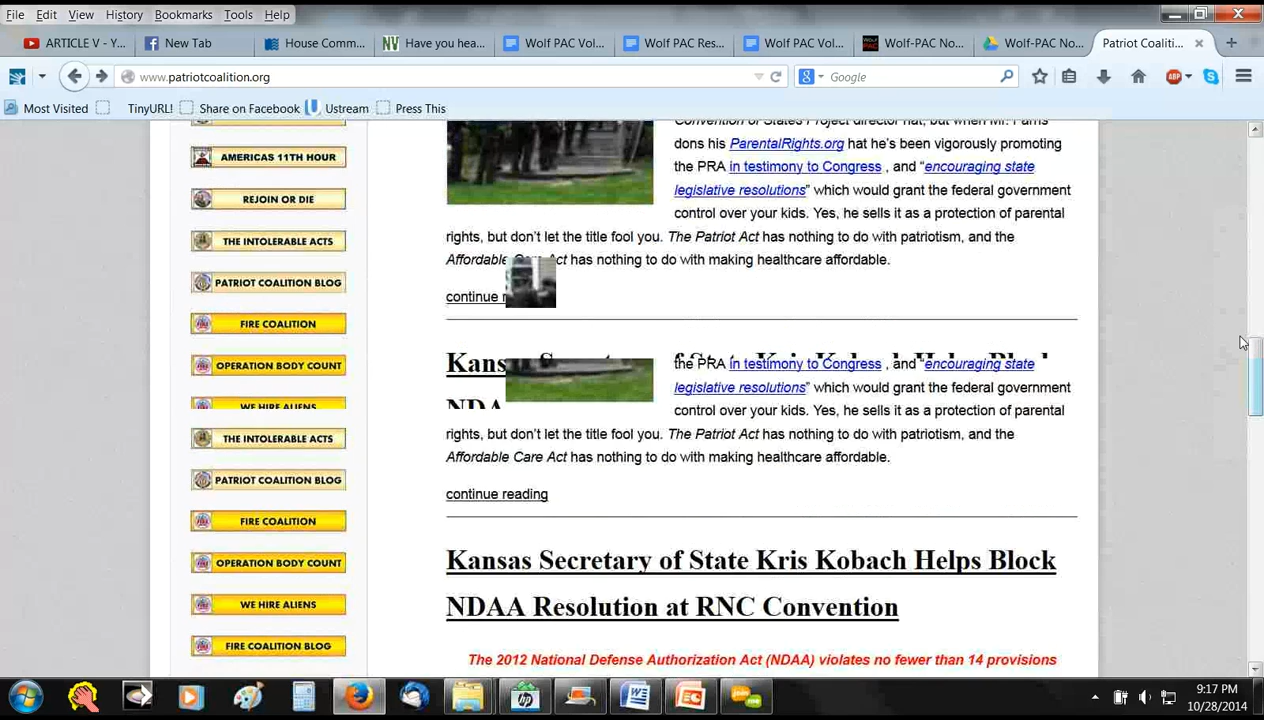 File Edit View History Bookmarks Tools Help
ARTICLE V - Y... New Tab House Comm... Have you hea... Wolf PAC Vol... Wolf PAC Res... Wolf PAC Vol... Wolf-PAC No... Wolf-PAC No... Patriot Coaliti...
www.patriotcoalition.org Google
Most Visited TinyURL! Share on Facebook Ustream Press This
Convention of States Project director hat, but when Mr. Farris
dons his ParentalRights.org hat he's been vigorously promoting
the PRA in testimony to Congress , and "encouraging state
legislative resolutions" which would grant the federal government
control over your kids. Yes, he sells it as a protection of parental
rights, but don't let the title fool you. The Patriot Act has nothing to do with patriotism, and the
Affordable Care Act has nothing to do with making healthcare affordable.
continue r
AMERICAS 11TH HOUR
REJOIN OR DIE
THE INTOLERABLE ACTS
PATRIOT COALITION BLOG
FIRE COALITION
OPERATION BODY COUNT
WE HIRE ALIENS
THE INTOLERABLE ACTS
PATRIOT COALITION BLOG
FIRE COALITION
OPERATION BODY COUNT
WE HIRE ALIENS
FIRE COALITION BLOG
Kansas Secretary of State Kris Kobach Helps Block
NDA
the PRA in testimony to Congress , and "encouraging state
legislative resolutions" which would grant the federal government
control over your kids. Yes, he sells it as a protection of parental
rights, but don't let the title fool you. The Patriot Act has nothing to do with patriotism, and the
Affordable Care Act has nothing to do with making healthcare affordable.
continue reading
Kansas Secretary of State Kris Kobach Helps Block
NDAA Resolution at RNC Convention
The 2012 National Defense Authorization Act (NDAA) violates no fewer than 14 provisions
9:17 PM
10/28/2014